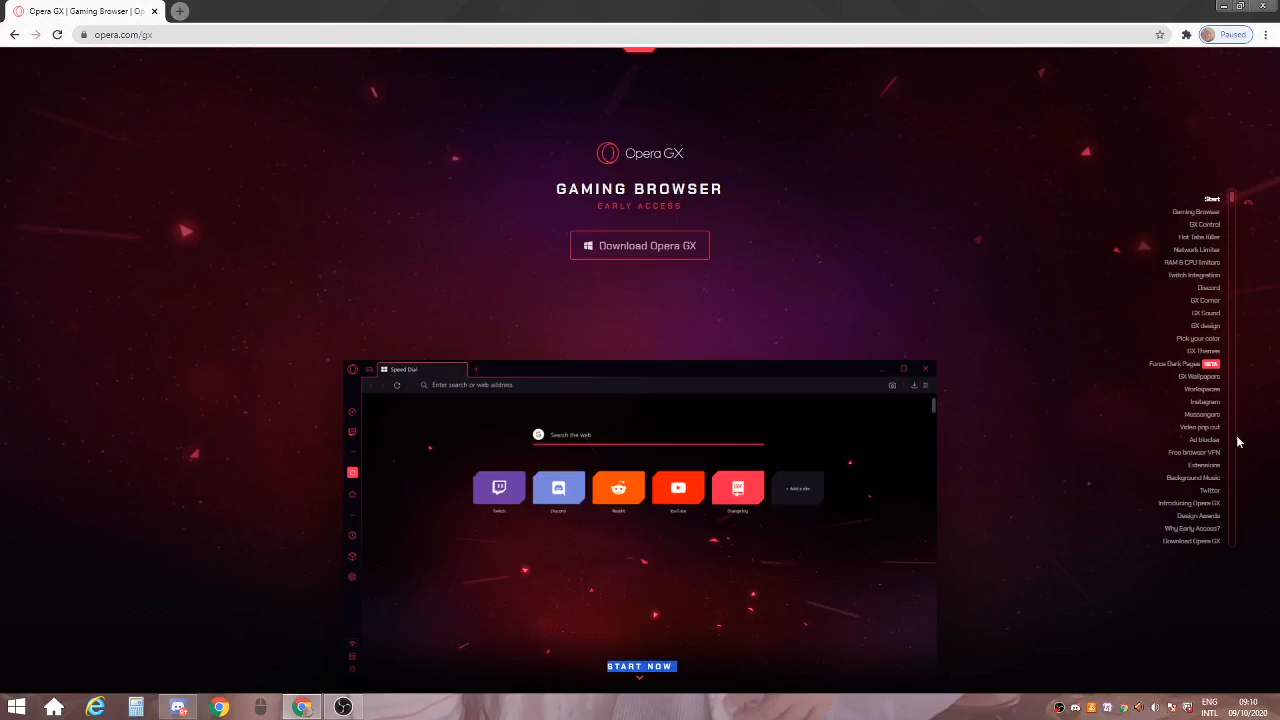 Opera GX | Gaming Browser | Op
opera.com/gx
Paused
Opera GX
GAMING BROWSER
EARLY ACCESS
Download Opera GX
Start
4%
Gaming Browser
GX Control
Hot Tabs Killer
Network Limiter
RAM & CPU limiters
Twitch Integration
Discord
GX Corner
GX Sound
GX design
Pick your color
GX Themes
Force Dark Pages BETA
GX Wallpapers
Workspaces
Instagram
Messengers
Video pop out
Ad blocker
Free browser VPN
Extensions
Background Music
Twitter
Introducing Opera GX
Design Awards
Why Early Access?
Download Opera GX
Speed Dial
Enter search or web address
Search the web
GX
+ Add a site
Twitch
Discord
Reddit
YouTube
Changelog
START NOW
ENG
INTL
09:10
09/10/2020